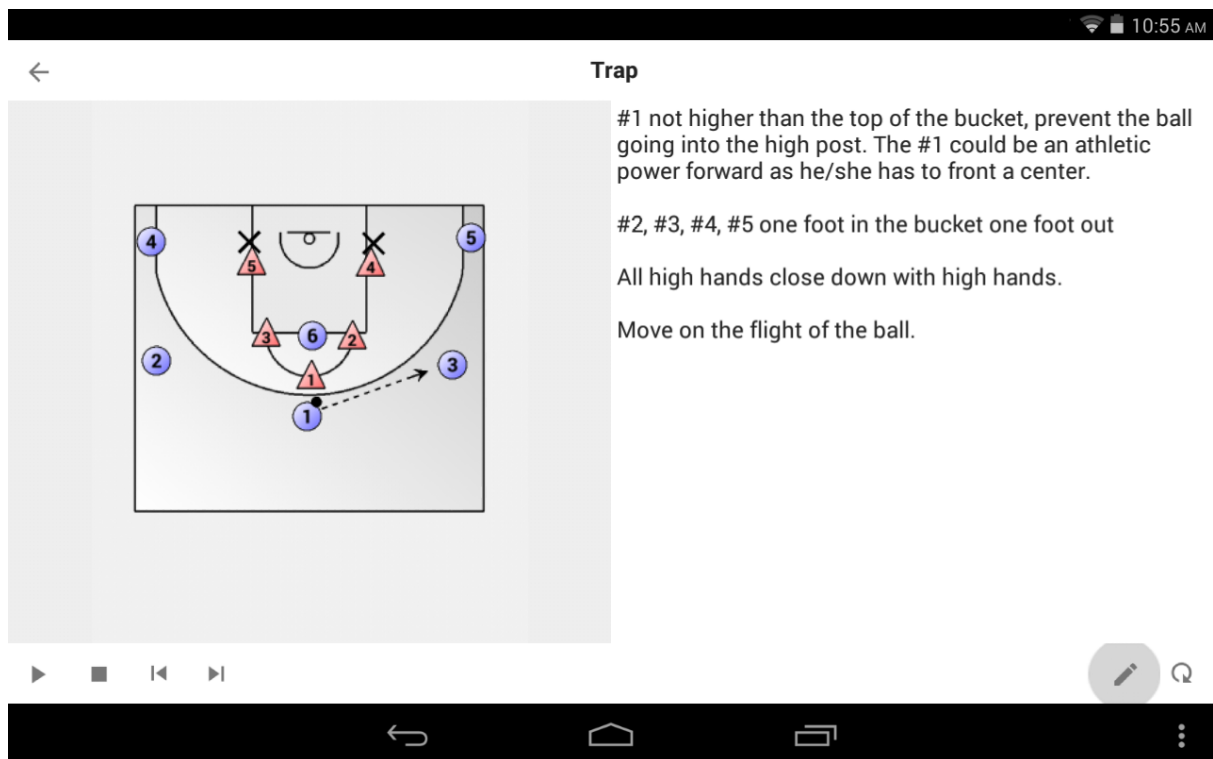 10:55 AM
Trap
#1 not higher than the top of the bucket, prevent the ball
going into the high post. The #1 could be an athletic
power forward as he/she has to front a center.
#2, #3, #4, #5 one foot in the bucket one foot out
All high hands close down with high hands.
Move on the flight of the ball.
4
5
5
4
3
6
2
2
3
1
1